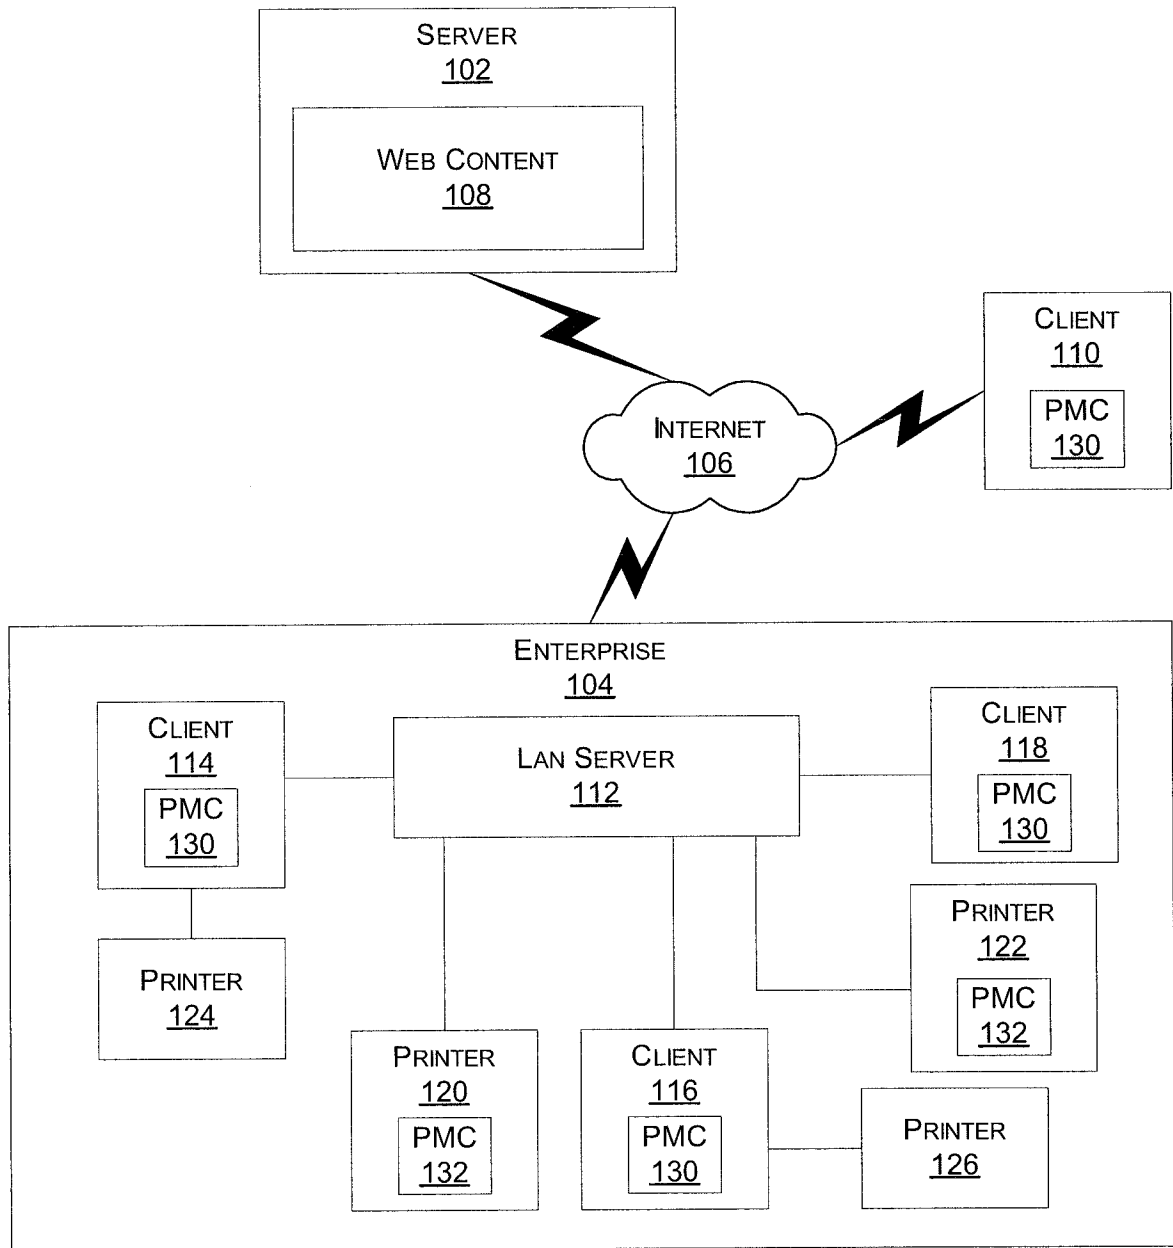 SERVER
102
WEB CONTENT
108
CLIENT
110
PMC
130
INTERNET
106
ENTERPRISE
104
CLIENT
114
PMC
130
LAN SERVER
112
CLIENT
118
PMC
130
PRINTER
124
PRINTER
122
PMC
132
PRINTER
120
PMC
132
CLIENT
116
PMC
130
PRINTER
126